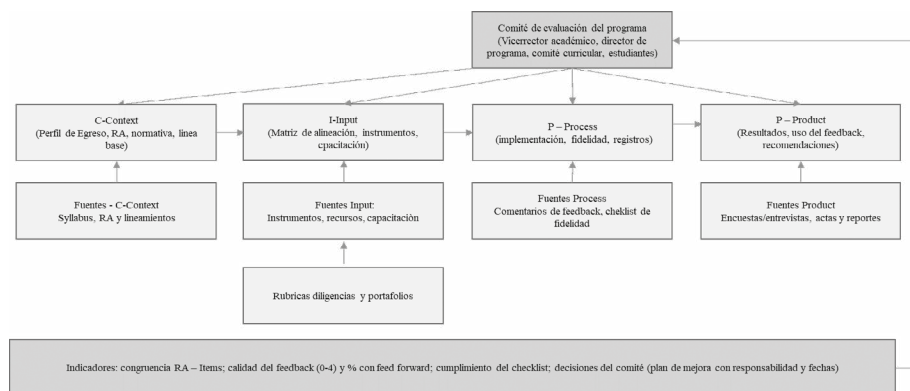 Comité de evaluación del programa
(Vicerrector académico, director de
programa, comité curricular, estudiantes)
C-Context
(Perfil de Egreso, RA, normativa, línea
base)
I-Input
(Matriz de alineación, instrumentos,
cpacitación)
P – Process
(implementación, fidelidad, registros)
P – Product
(Resultados, uso del feedback,
recomendaciones)
Fuentes - C-Context
Syllabus, RA y lineamientos
Fuentes Input:
Instrumentos, recursos, capacitación
Fuentes Process
Comentarios de feedback, cheklist de
fidelidad
Fuentes Product
Encuestas/entrevistas, actas y reportes
Rubricas diligencias y portafolios
Indicadores: congruencia RA – Items; calidad del feedback (0-4) y % con feed forward; cumplimiento del checklist; decisiones del comité (plan de mejora con responsabilidad y fechas)